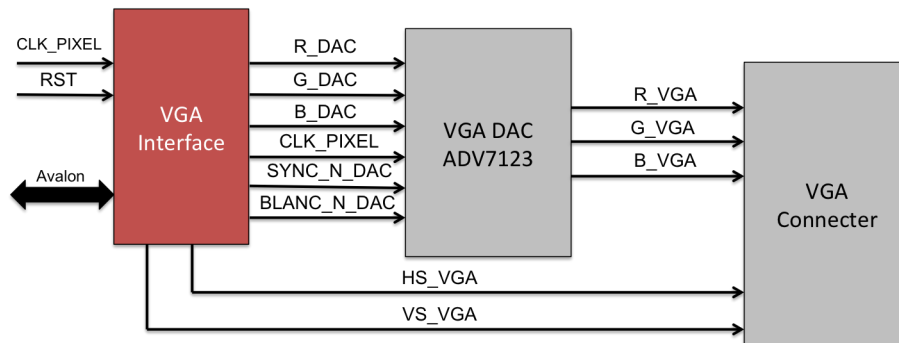 CLK_PIXEL
RST
Avalon
VGA
Interface
R_DAC
G_DAC
B_DAC
CLK_PIXEL
SYNC_N_DAC
BLANC_N_DAC
VGA DAC
ADV7123
R_VGA
G_VGA
B_VGA
VGA
Connecter
HS_VGA
VS_VGA